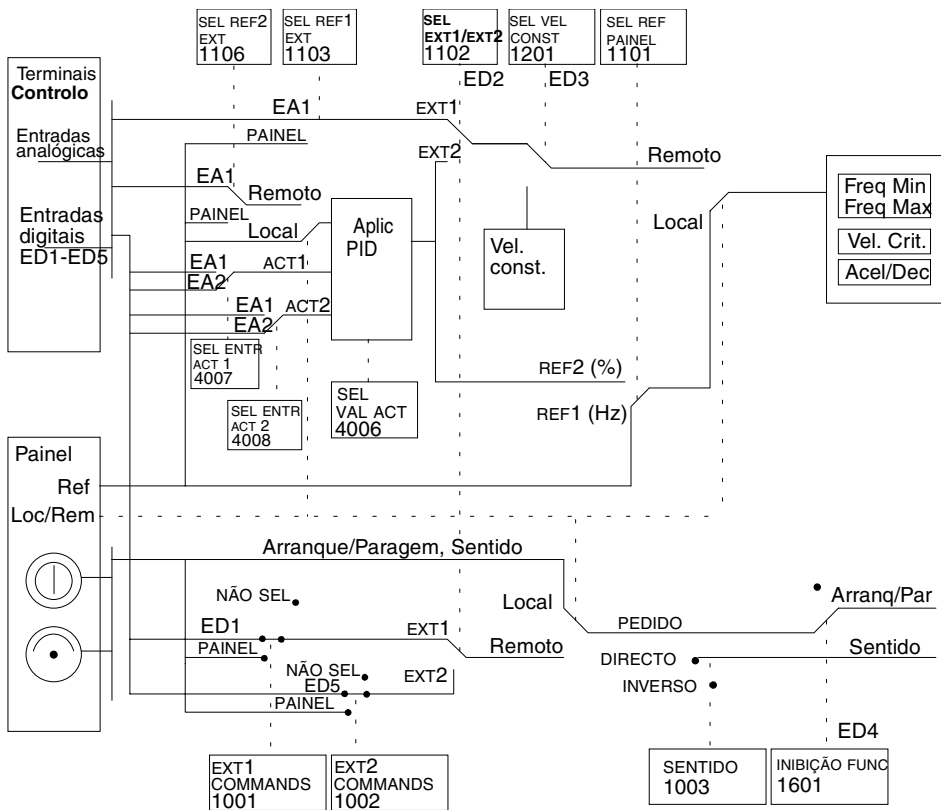 SEL REF2
EXT
1106
SEL REF1
EXT
1103
SEL
EXT1/EXT2
1102
SEL VEL
CONST
1201
SEL REF
PAINEL
1101
ED2
ED3
Terminais
Controlo
Entradas
analógicas
Entradas
digitais
ED1-ED5
EA1
EXT1
PAINEL
EXT2
Remoto
EA1
Remoto
PAINEL
Local
Aplic
PID
Vel.
const.
Local
Freq Min
Freq Max
Vel. Crit.
Acel/Dec
EA1
ACT1
EA2
EA1
ACT2
EA2
SEL ENTR
ACT 1
4007
SEL ENTR
ACT 2
4008
SEL
VAL ACT
4006
REF2 (%)
REF1 (Hz)
Painel
Ref
Loc/Rem
Arranque/Paragem, Sentido
NÃO SEL
Local
Arranq/Par
ED1
EXT1
PEDIDO
PAINEL
Remoto
Sentido
NÃO SEL
DIRECTO
EXT2
ED5
INVERSO
PAINEL
ED4
EXT1
COMMANDS
1001
EXT2
COMMANDS
1002
SENTIDO
1003
INIBIÇÃO FUNC
1601